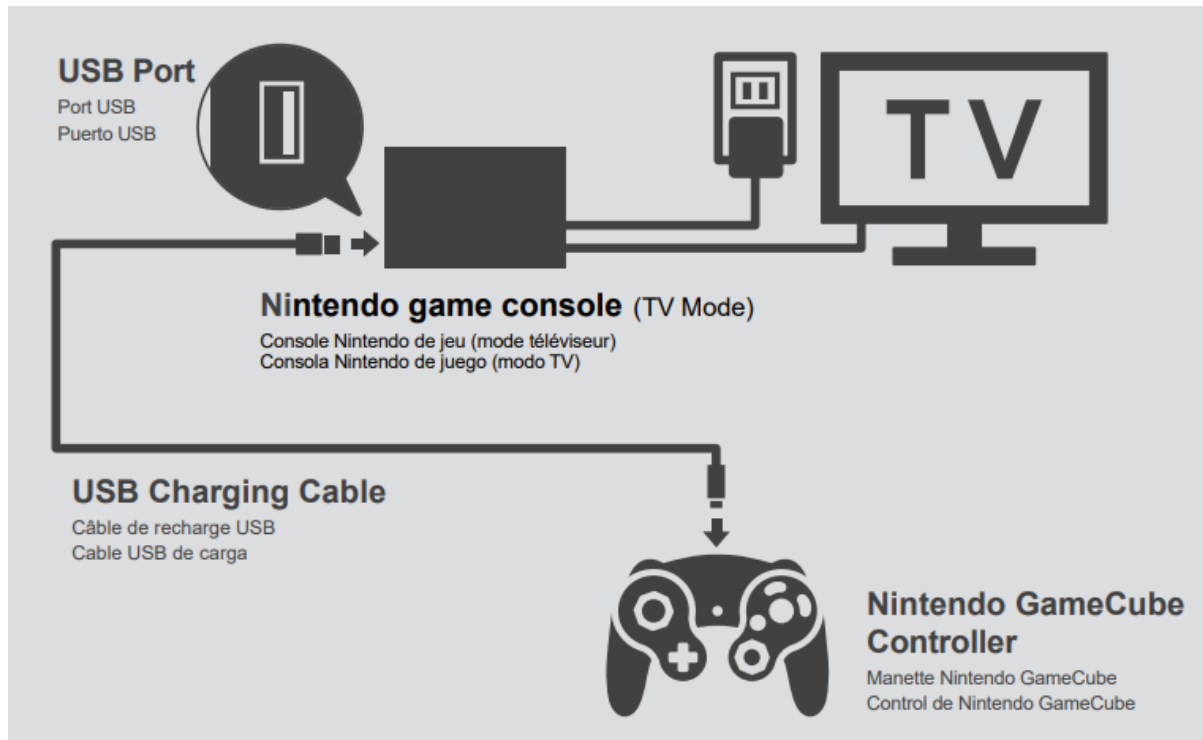 USB Port
Port USB
Puerto USB
TV
Nintendo game console (TV Mode)
Console Nintendo de jeu (mode téléviseur)
Consola Nintendo de juego (modo TV)
USB Charging Cable
Câble de recharge USB
Cable USB de carga
Nintendo GameCube
Controller
Manette Nintendo GameCube
Control de Nintendo GameCube